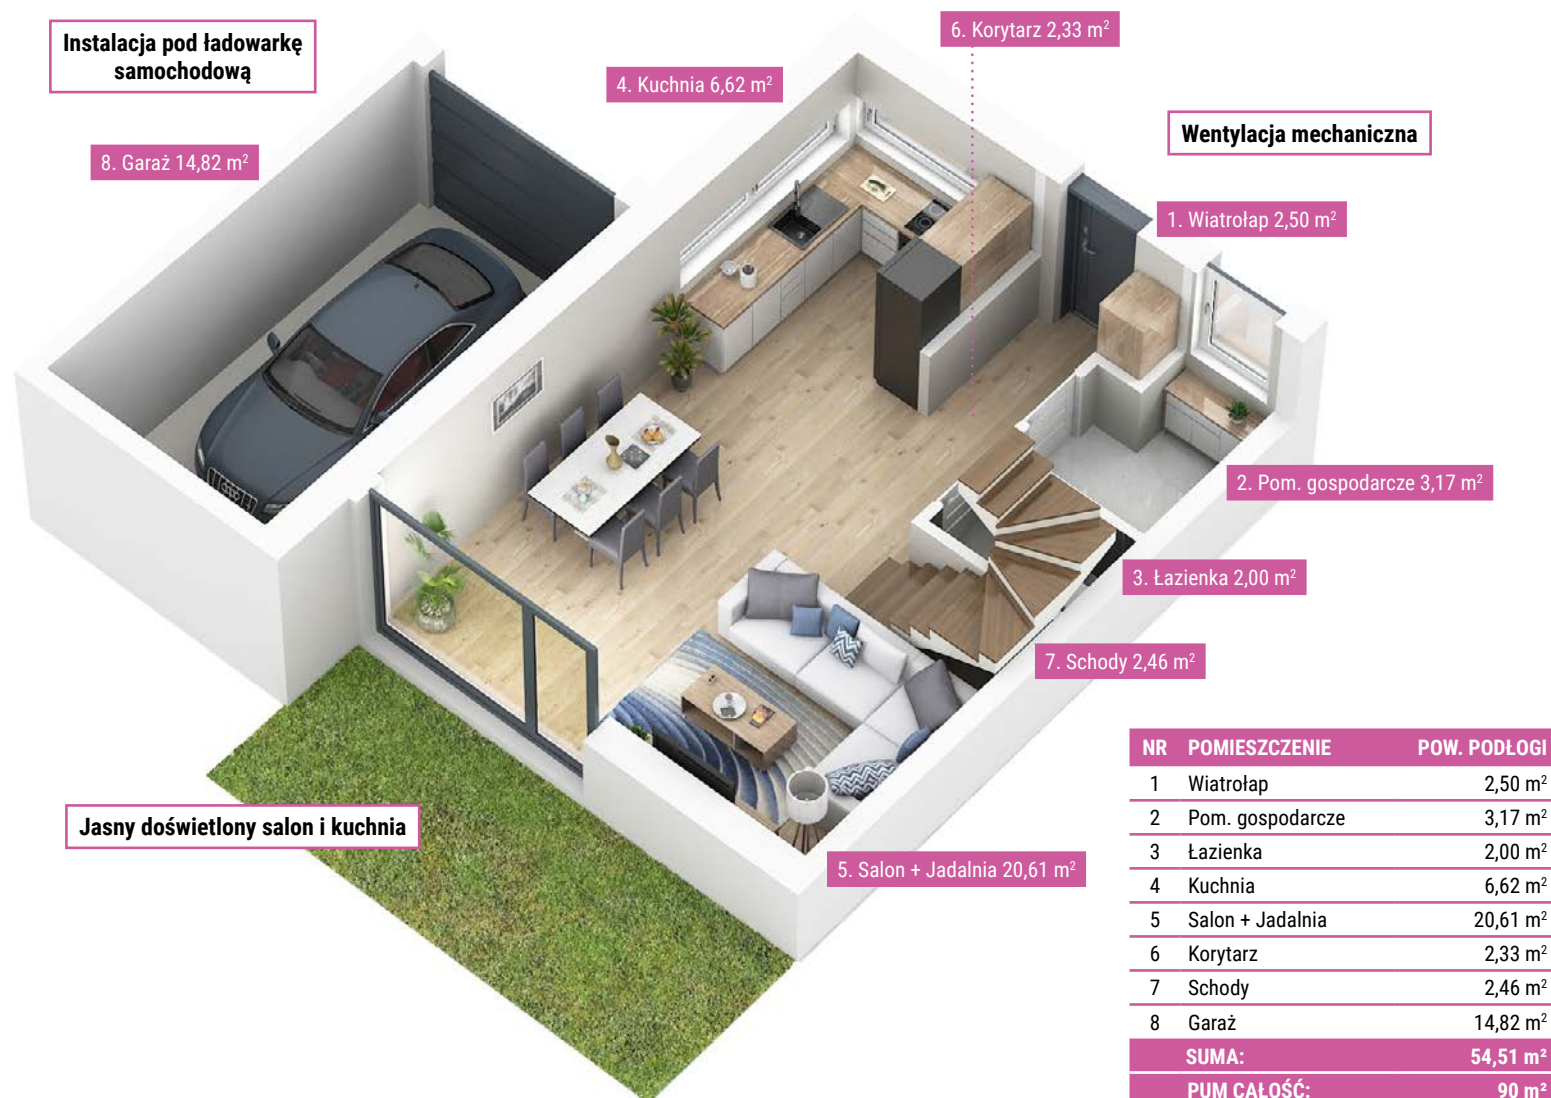 Instalacja pod ładowarkę
samochodową
6. Korytarz 2,33 m²
4. Kuchnia 6,62 m²
Wentylacja mechaniczna
8. Garaż 14,82 m²
1. Wiatrołap 2,50 m²
2. Pom. gospodarcze 3,17 m²
3. Łazienka 2,00 m²
7. Schody 2,46 m²
Jasny doświetlony salon i kuchnia
5. Salon + Jadalnia 20,61 m²
NR POMIESZCZENIE POW. PODŁOGI
1 Wiatrołap 2,50 m²
2 Pom. gospodarcze 3,17 m²
3 Łazienka 2,00 m²
4 Kuchnia 6,62 m²
5 Salon + Jadalnia 20,61 m²
6 Korytarz 2,33 m²
7 Schody 2,46 m²
8 Garaż 14,82 m²
SUMA: 54,51 m²
PUM CAŁOŚĆ: 90 m²